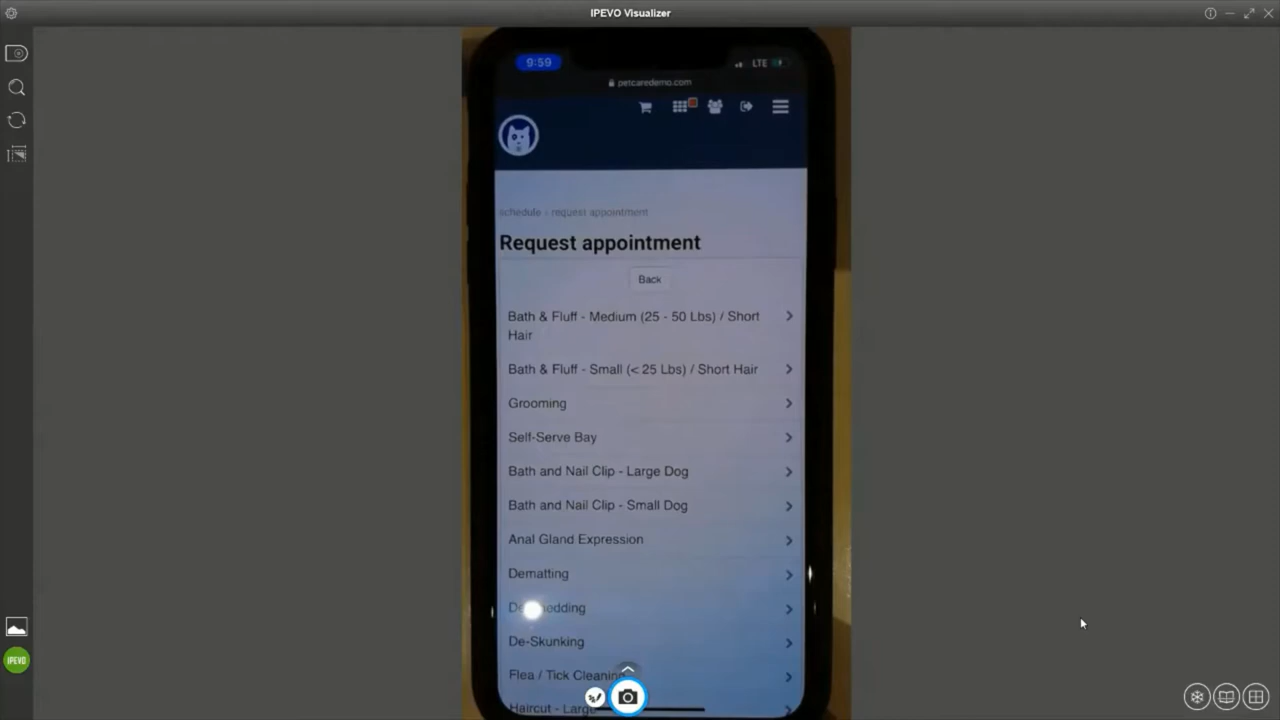 IPEVO Visualizer
9:59
LTE
petcaredemo.com
schedule › request appointment
Request appointment
Back
Bath & Fluff - Medium (25 - 50 Lbs) / Short
Hair
Bath & Fluff - Small (< 25 Lbs) / Short Hair
Grooming
Self-Serve Bay
Bath and Nail Clip - Large Dog
Bath and Nail Clip - Small Dog
Anal Gland Expression
Dematting
De-Skunking
Flea / Tick Cleaning
Haircut - Large
IPEVO